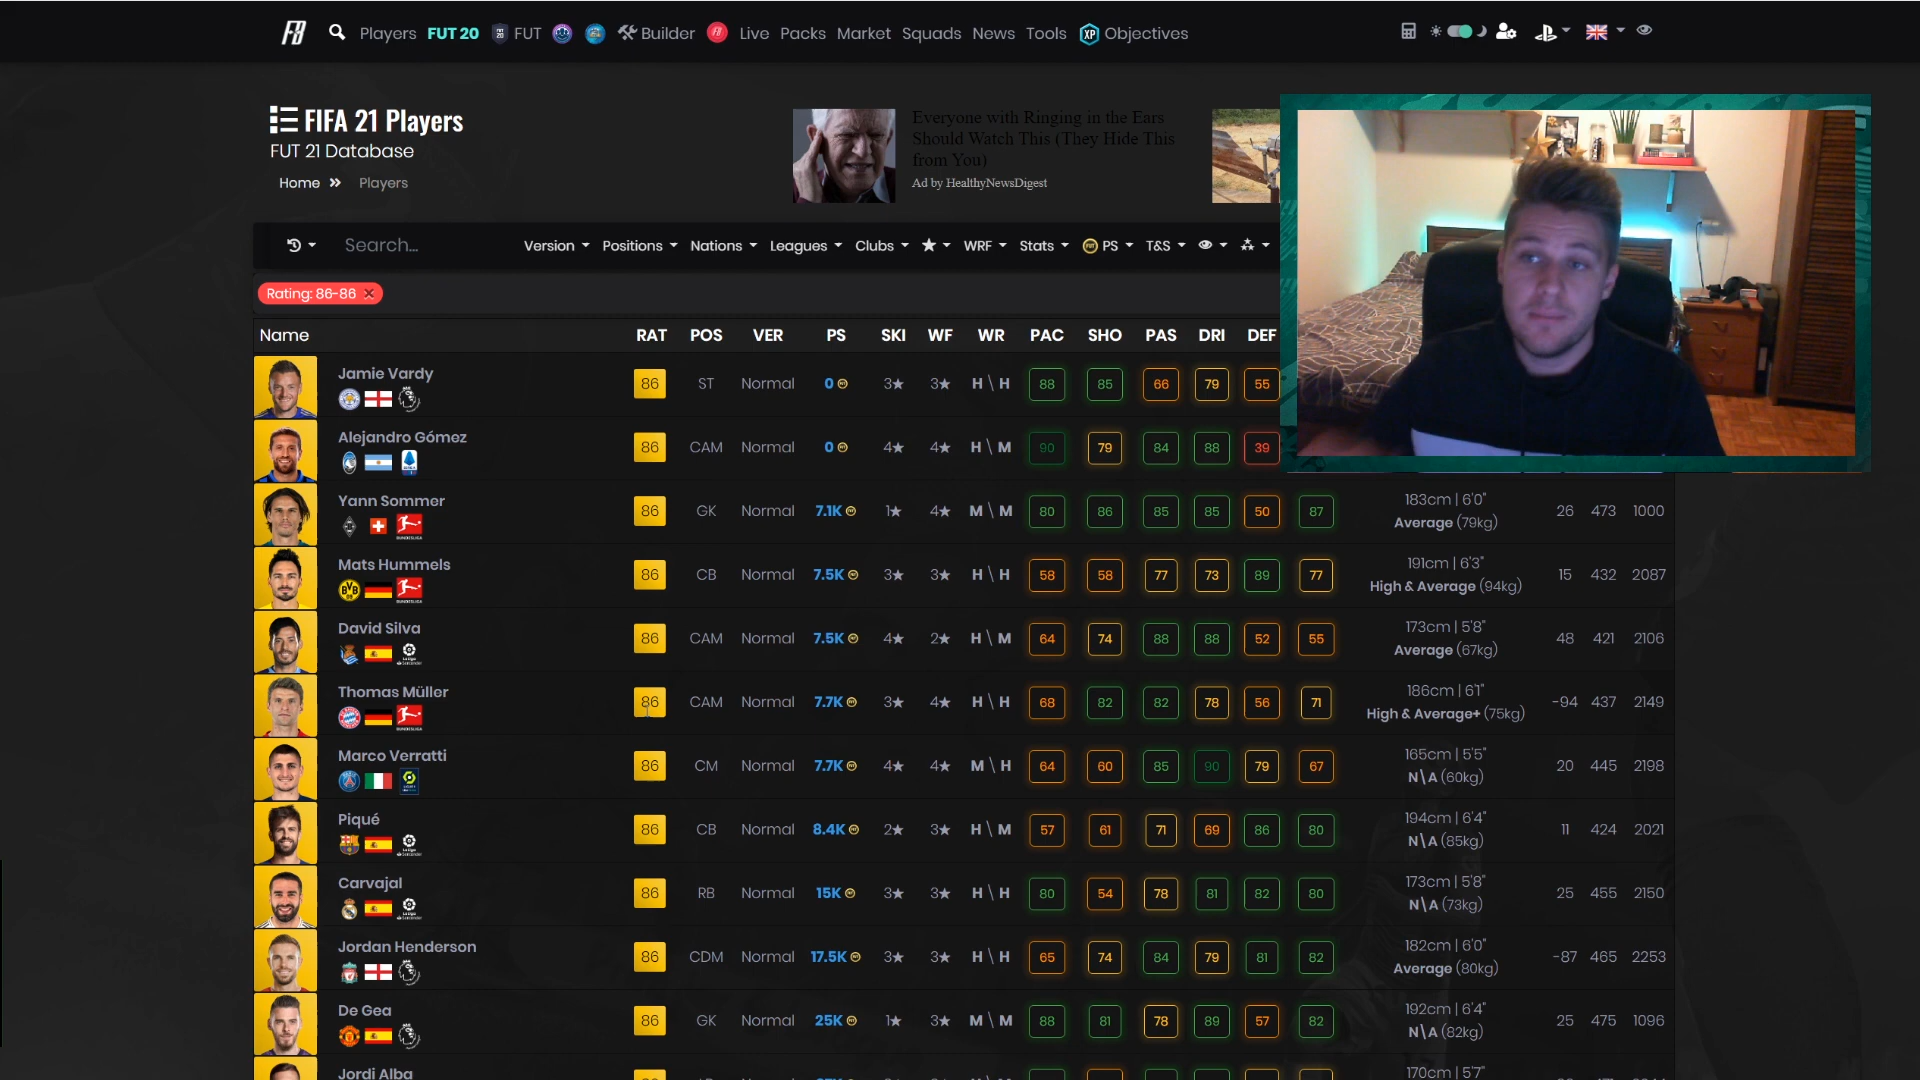 Players FUT 20 FUT Builder Live Packs Market Squads News Tools XP Objectives
FIFA 21 Players
FUT 21 Database
Home » Players
Everyone with Ringing in the Ears
Should Watch This (They Hide This
from You)
Ad by HealthyNewsDigest
Search... Version Positions Nations Leagues Clubs WRF Stats PS T&S
Rating: 86-86 ×
Name RAT POS VER PS SKI WF WR PAC SHO PAS DRI DEF
Jamie Vardy 86 ST Normal 0 3★ 3★ H \ H 88 85 66 79 55
Alejandro Gómez 86 CAM Normal 0 4★ 4★ H \ M 90 79 84 88 39
Yann Sommer 86 GK Normal 7.1K 1★ 4★ M \ M 80 86 85 85 50 87 183cm | 6'0" Average (79kg) 26 473 1000
Mats Hummels 86 CB Normal 7.5K 3★ 3★ H \ H 58 58 77 73 89 77 191cm | 6'3" High & Average (94kg) 15 432 2087
David Silva 86 CAM Normal 7.5K 4★ 2★ H \ M 64 74 88 88 52 55 173cm | 5'8" Average (67kg) 48 421 2106
Thomas Müller 86 CAM Normal 7.7K 3★ 4★ H \ H 68 82 82 78 56 71 186cm | 6'1" High & Average+ (75kg) -94 437 2149
Marco Verratti 86 CM Normal 7.7K 4★ 4★ M \ H 64 60 85 90 79 67 165cm | 5'5" N\A (60kg) 20 445 2198
Piqué 86 CB Normal 8.4K 2★ 3★ H \ M 57 61 71 69 86 80 194cm | 6'4" N\A (85kg) 11 424 2021
Carvajal 86 RB Normal 15K 3★ 3★ H \ H 80 54 78 81 82 80 173cm | 5'8" N\A (73kg) 25 455 2150
Jordan Henderson 86 CDM Normal 17.5K 3★ 3★ H \ H 65 74 84 79 81 82 182cm | 6'0" Average (80kg) -87 465 2253
De Gea 86 GK Normal 25K 1★ 3★ M \ M 88 81 78 89 57 82 192cm | 6'4" N\A (82kg) 25 475 1096
Jordi Alba 170cm | 5'7"